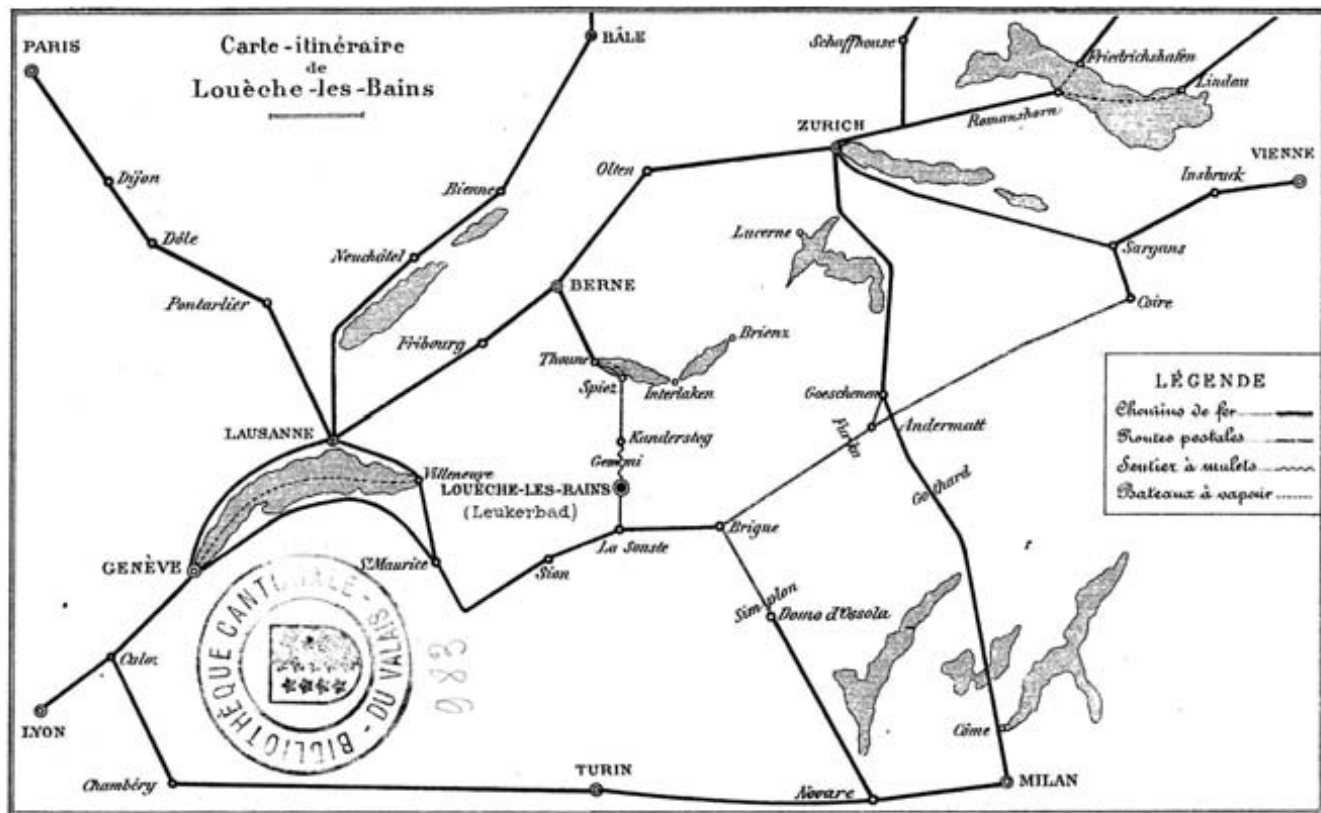 Carte-itinéraire
de
Louèche-les-Bains
PARIS
BÂLE
Schaffhouse
Friedrichshafen
Lindau
Romanshorn
ZURICH
VIENNE
Insbruck
Dijon
Bienne
Olten
Dôle
Neuchâtel
Lucerne
Sargans
Pontarlier
BERNE
Coire
Fribourg
Thoune
Brienz
Spiez
Interlaken
Goeschenen
LÉGENDE
Chemins de fer
Routes postales
Sentier à mulets
Bateaux à vapeur
LAUSANNE
Kandersteg
Furka
Andermatt
Gemmi
Villeneuve
LOUÈCHE-LES-BAINS
(Leukerbad)
Gothard
Brigue
La Souste
GENÈVE
St Maurice
Sion
Simplon
Domo d'Ossola
Culoz
BIBLIOTHÈQUE CANTONALE - DU VALAIS -
983
LYON
Côme
Chambéry
TURIN
Novare
MILAN